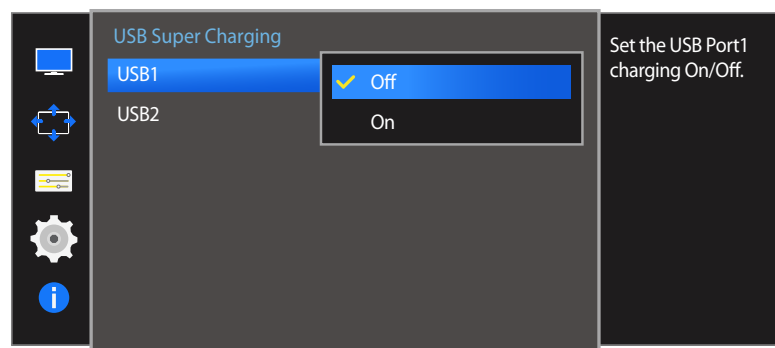 USB Super Charging
USB1
USB2
Off
On
Set the USB Port1
charging On/Off.